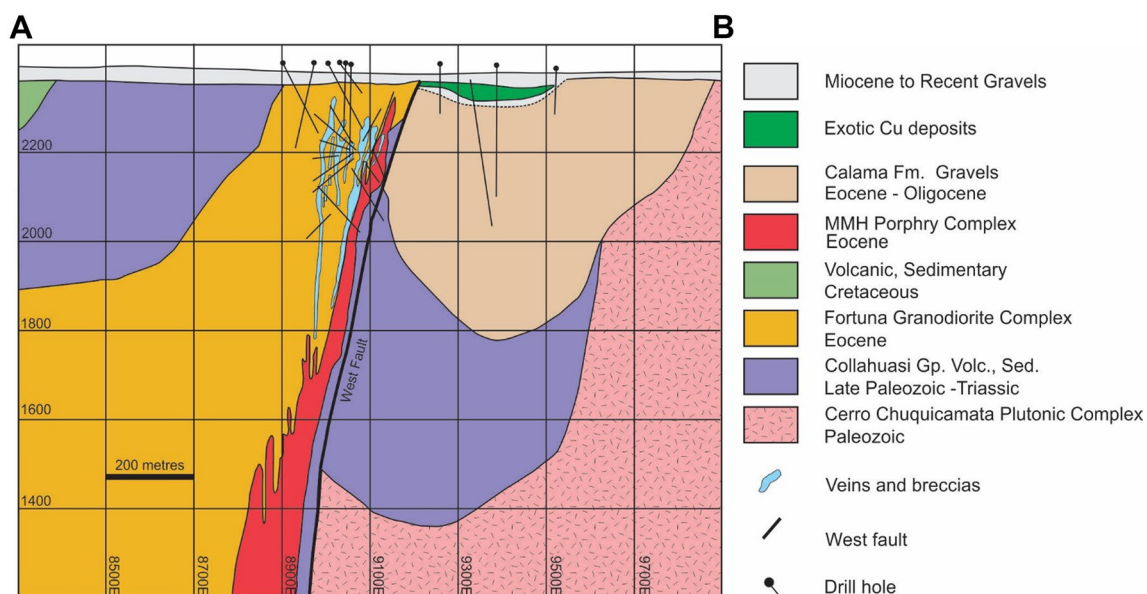 A
B
2200
2000
1800
1600
1400
West Fault
200 metres
8500E
8700E
8900E
9100E
9300E
9500E
9700E
Miocene to Recent Gravels
Exotic Cu deposits
Calama Fm. Gravels
Eocene - Oligocene
MMH Porphry Complex
Eocene
Volcanic, Sedimentary
Cretaceous
Fortuna Granodiorite Complex
Eocene
Collahuasi Gp. Volc., Sed.
Late Paleozoic -Triassic
Cerro Chuquicamata Plutonic Complex
Paleozoic
Veins and breccias
West fault
Drill hole